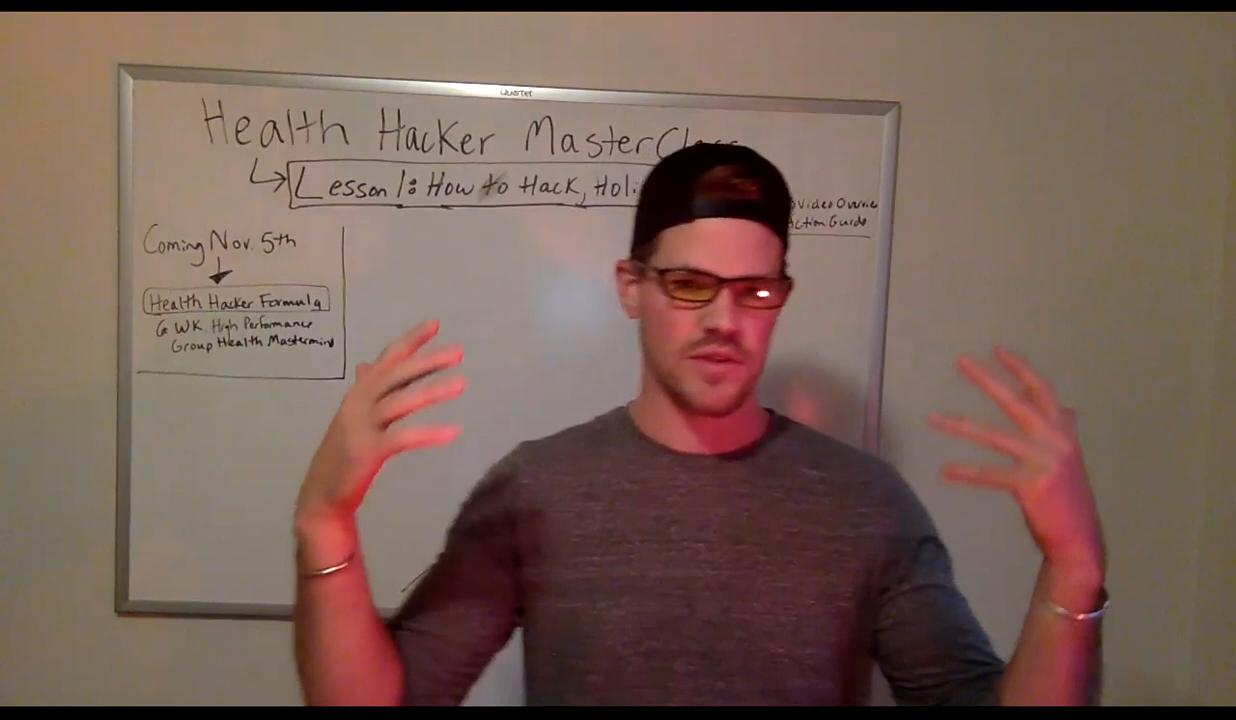 Quartet
Health Hacker MasterClass
Lesson 1: How to Hack, Holi
Video Overvie
Action Guide
Coming Nov. 5th
Health Hacker Formula
6 WK. High Performance
Group Health Mastermind